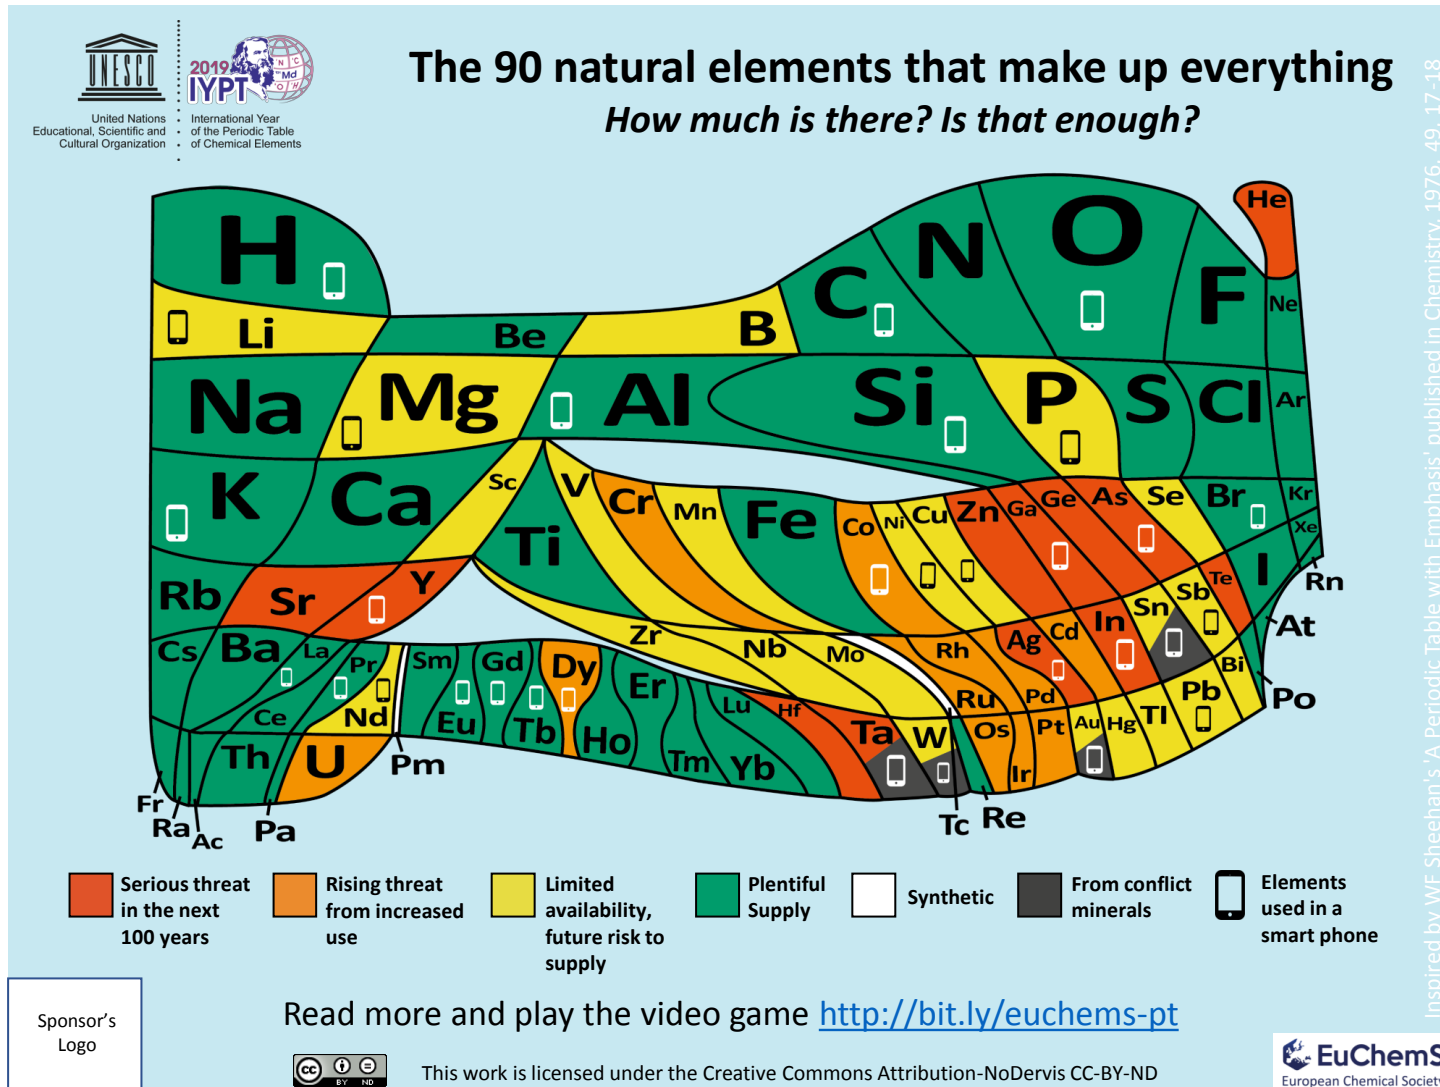 UNESCO
United Nations
Educational, Scientific and
Cultural Organization
2019
IYPT
N C
Md
O H
International Year
of the Periodic Table
of Chemical Elements
The 90 natural elements that make up everything
How much is there? Is that enough?
H
C
N
O
F
He
Li
Be
B
Ne
Na
Mg
Al
Si
P
S
Cl
Ar
K
Ca
Sc
Ti
V
Cr
Mn
Fe
Co
Ni
Cu
Zn
Ga
Ge
As
Se
Br
Kr
Rb
Sr
Y
Zr
Nb
Mo
Rh
Ru
Ag
Pd
Cd
In
Sn
Sb
Te
I
Xe
Rn
At
Po
Cs
Ba
La
Ce
Pr
Nd
Sm
Eu
Gd
Tb
Dy
Ho
Er
Tm
Yb
Lu
Hf
Ta
W
Os
Ir
Pt
Au
Hg
Tl
Pb
Bi
Fr
Ra
Ac
Th
Pa
U
Pm
Tc
Re
Serious threat
in the next
100 years
Rising threat
from increased
use
Limited
availability,
future risk to
supply
Plentiful
Supply
Synthetic
From conflict
minerals
Elements
used in a
smart phone
Inspired by WF Sheehan's 'A Periodic Table with Emphasis' published in Chemistry, 1976, 49, 17-18
Sponsor's
Logo
Read more and play the video game http://bit.ly/euchems-pt
cc
BY ND
This work is licensed under the Creative Commons Attribution-NoDervis CC-BY-ND
EuChemS
European Chemical Society